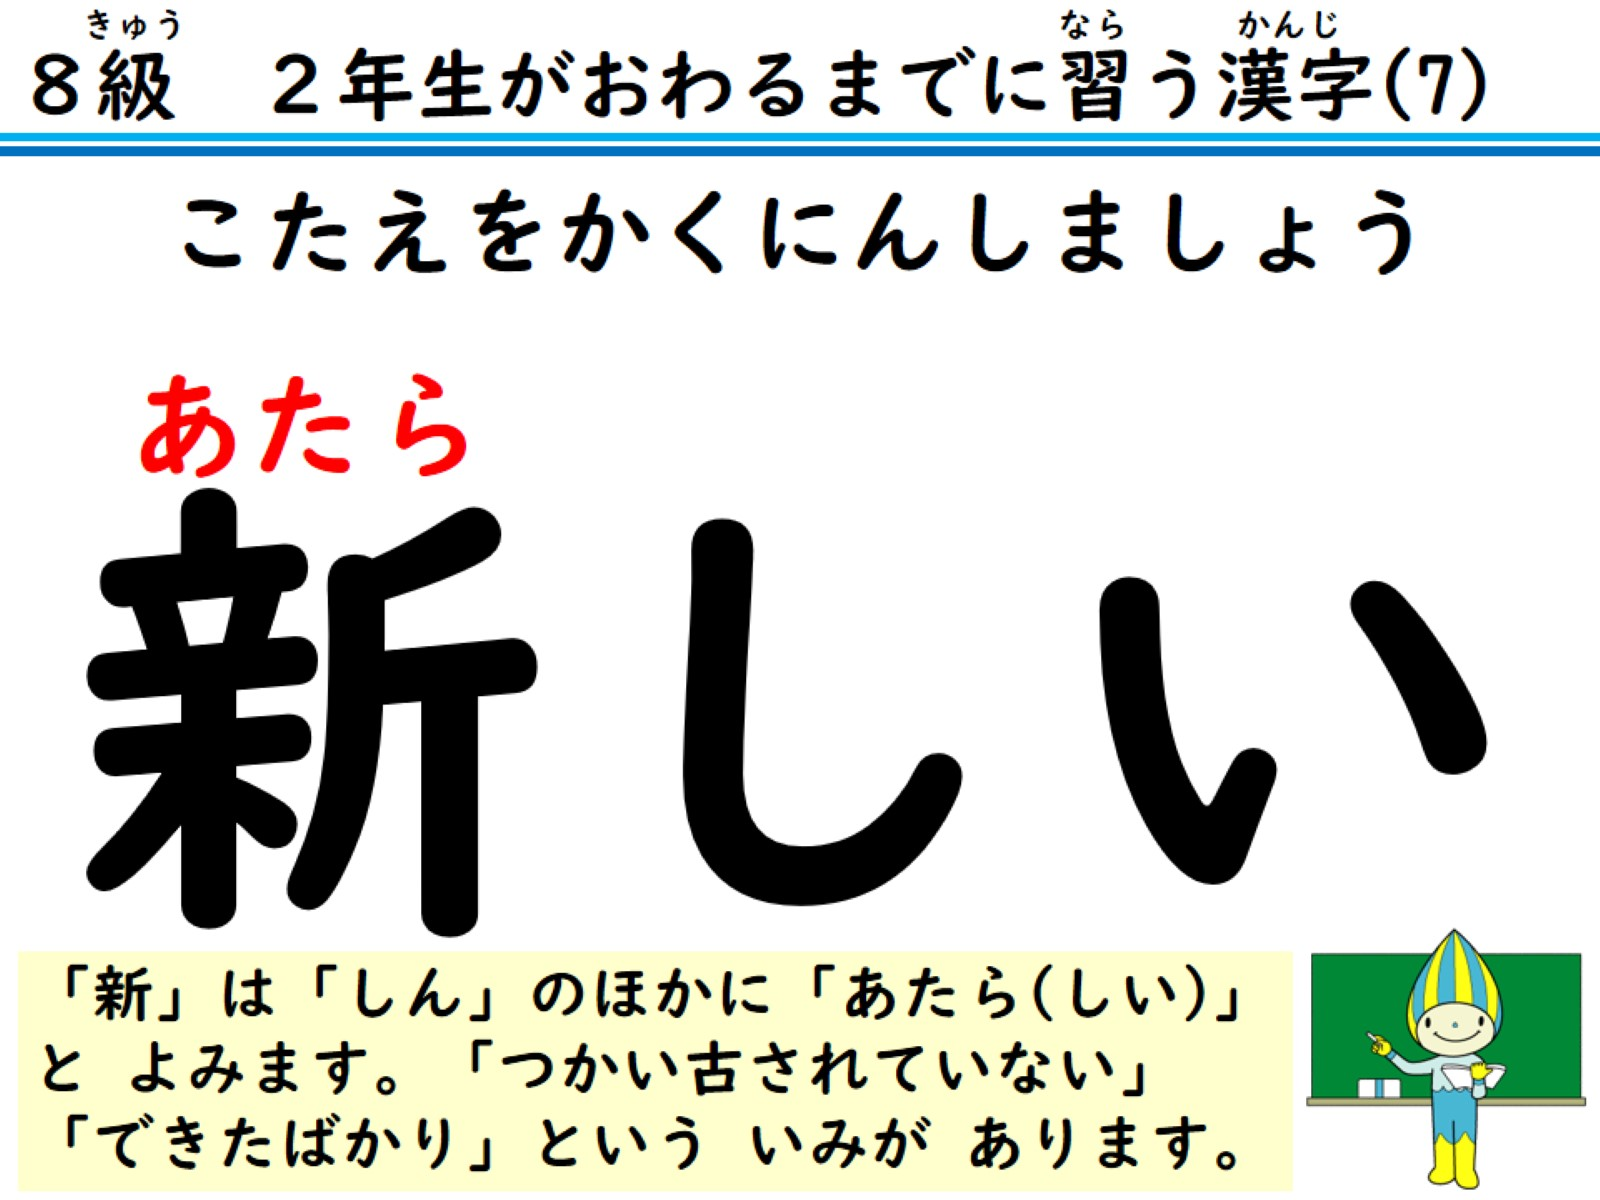 きゅう なら かんじ
８級　２年生がおわるまでに習う漢字(7)
こたえをかくにんしましょう
あたら
新しい
「新」は「しん」のほかに「あたら(しい)」
と よみます。「つかい古されていない」
「できたばかり」という いみが あります。